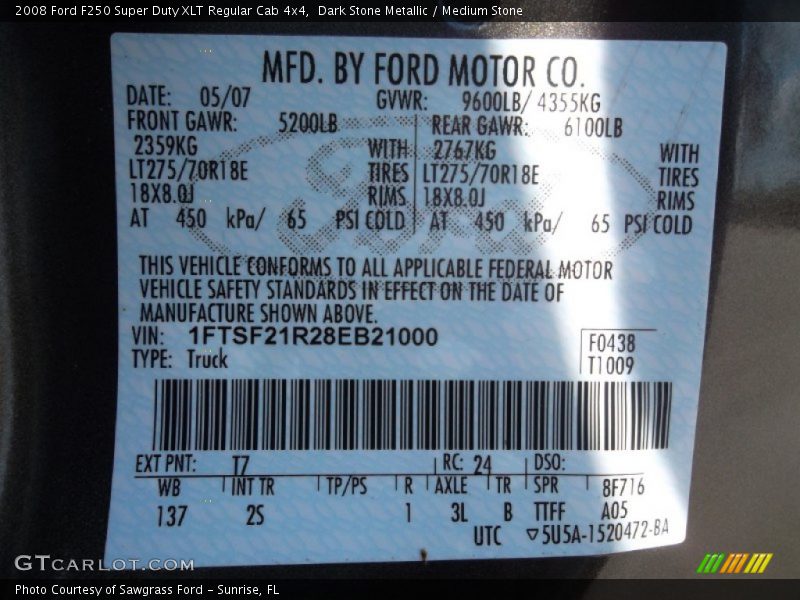 2008 Ford F250 Super Duty XLT Regular Cab 4x4, Dark Stone Metallic / Medium Stone
MFD. BY FORD MOTOR CO.
DATE: 05/07 GVWR: 9600LB/ 4355KG
FRONT GAWR: 5200LB REAR GAWR: 6100LB
2359KG WITH 2767KG WITH
LT275/70R18E TIRES LT275/70R18E TIRES
18X8.0J RIMS 18X8.0J RIMS
AT 450 kPa/ 65 PSI COLD AT 450 kPa/ 65 PSI COLD
Ford
THIS VEHICLE CONFORMS TO ALL APPLICABLE FEDERAL MOTOR
VEHICLE SAFETY STANDARDS IN EFFECT ON THE DATE OF
MANUFACTURE SHOWN ABOVE.
VIN: 1FTSF21R28EB21000 F0438
TYPE: Truck T1009
EXT PNT: T7 RC: 24 DSO:
WB INT TR TP/PS R AXLE TR SPR 8F716
137 2S 1 3L B TTFF A05
UTC ▽5U5A-1520472-BA
GTCARLOT.COM
Photo Courtesy of Sawgrass Ford - Sunrise, FL